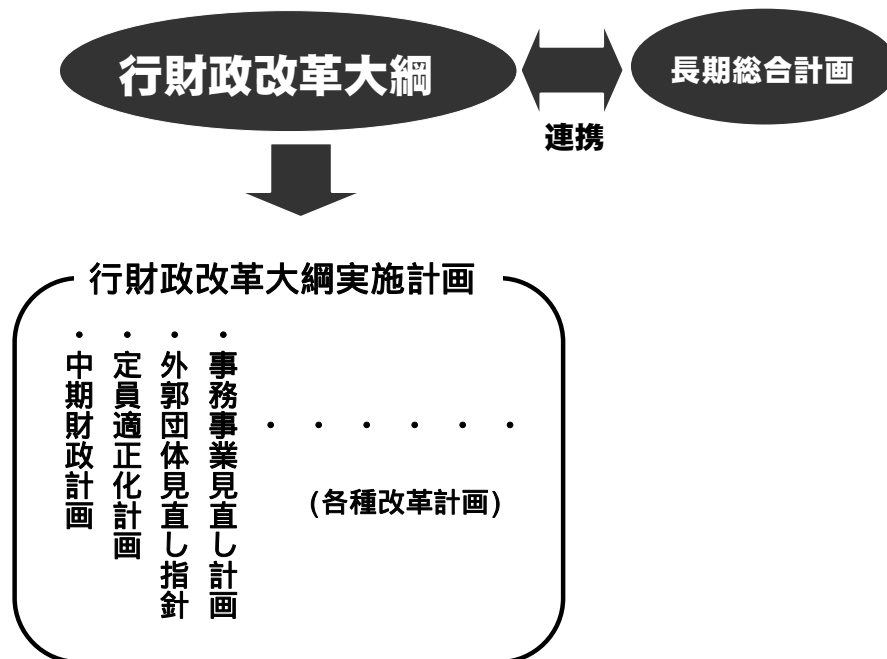 行財政改革大綱
長期総合計画
連携
行財政改革大綱実施計画
・中期財政計画
・定員適正化計画
・外郭団体見直し指針
・事務事業見直し計画
・・・・・・
(各種改革計画)